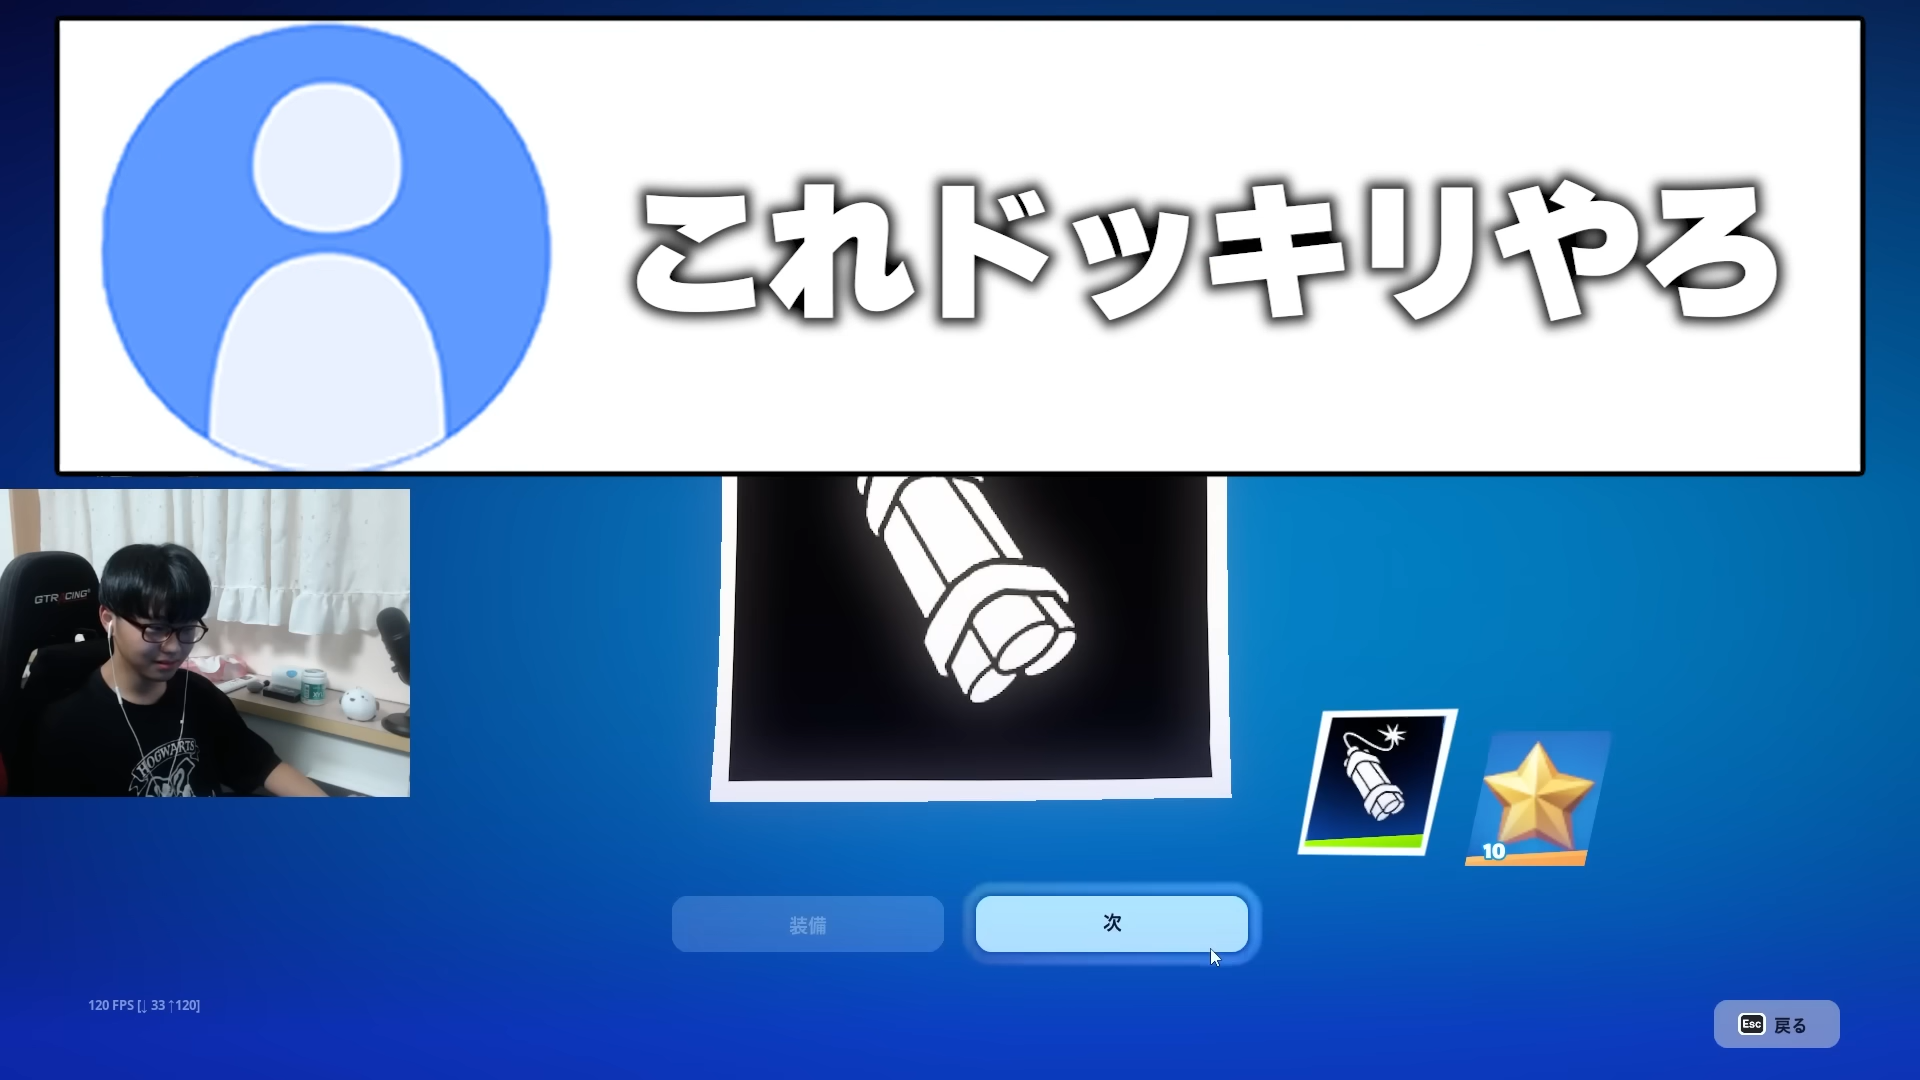 これドッキリやろ
GTRACING
HOGWARTS
10
装備
次
120 FPS [↓ 33 ↑120]
Esc 戻る